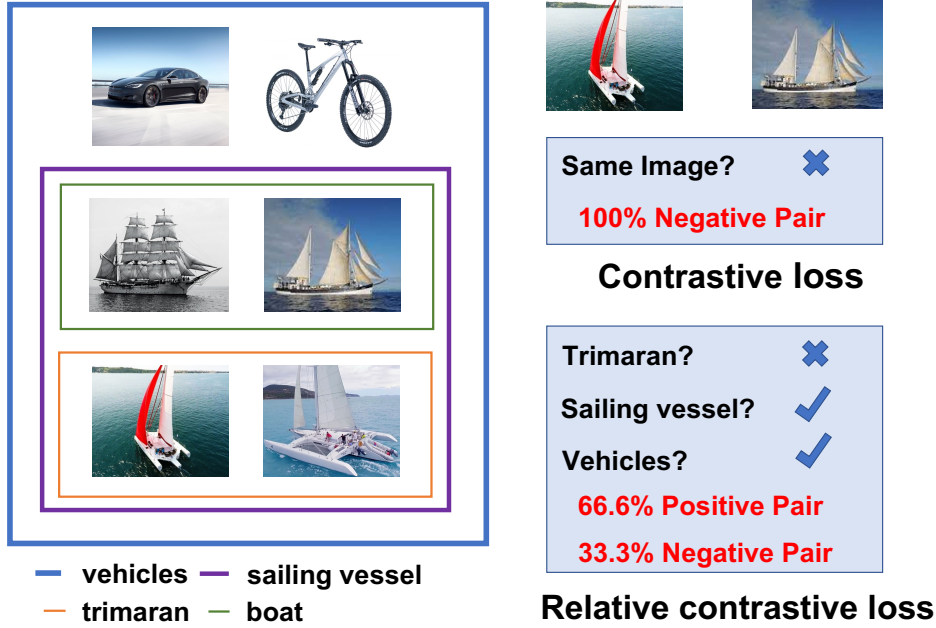 vehicles
sailing vessel
trimaran
boat
Same Image?
100% Negative Pair
Contrastive loss
Trimaran?
Sailing vessel?
Vehicles?
66.6% Positive Pair
33.3% Negative Pair
Relative contrastive loss